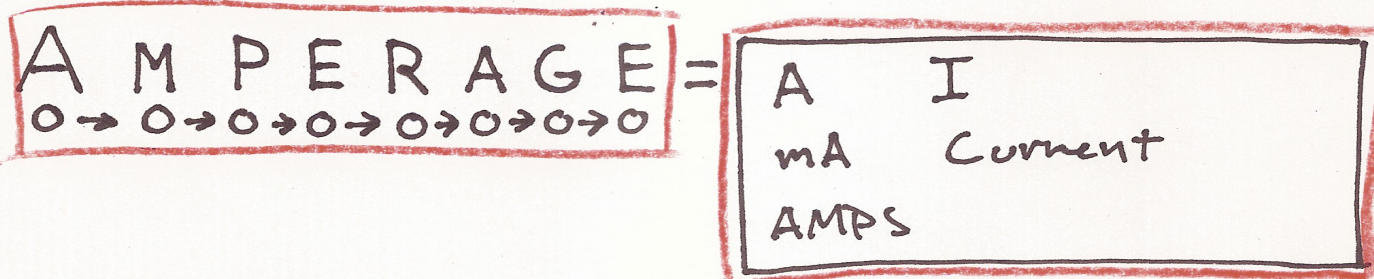 AMPERAGE =
O→O→O→O→O→O→O→O
A I
mA Current
AMPS